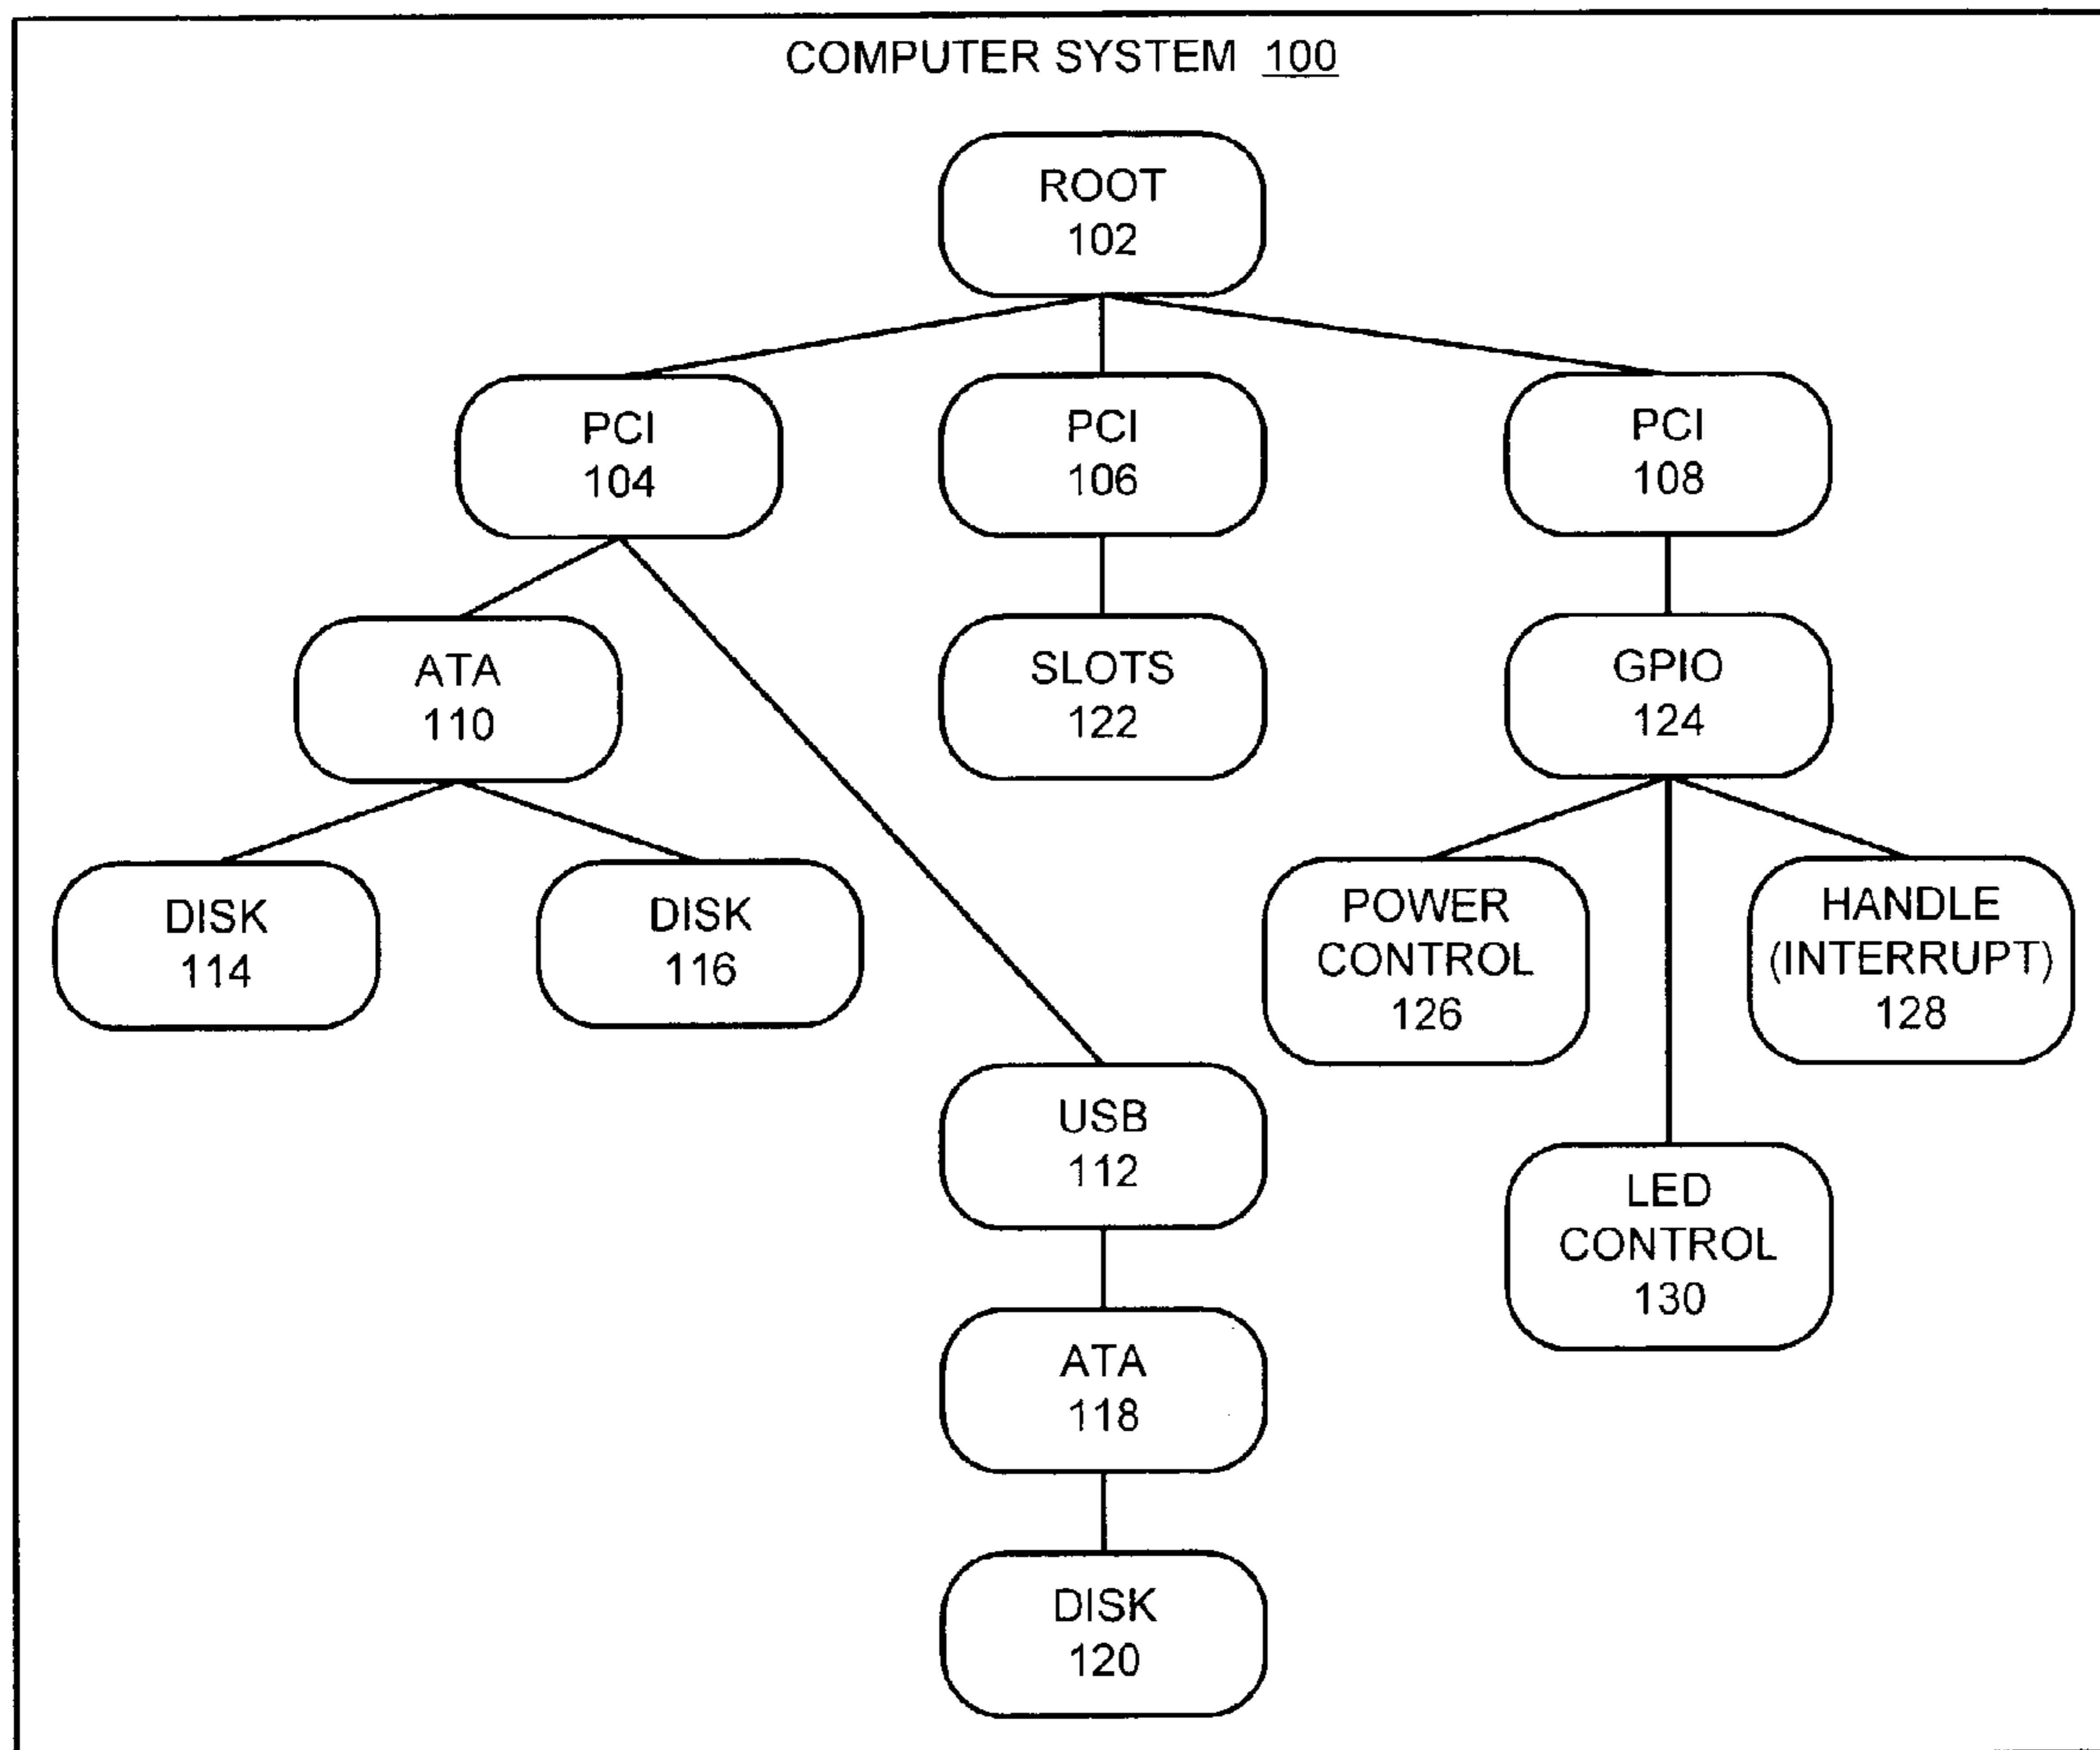 COMPUTER SYSTEM 100
ROOT
102
PCI
104
PCI
106
PCI
108
ATA
110
SLOTS
122
GPIO
124
DISK
114
DISK
116
POWER
CONTROL
126
HANDLE
(INTERRUPT)
128
USB
112
LED
CONTROL
130
ATA
118
DISK
120